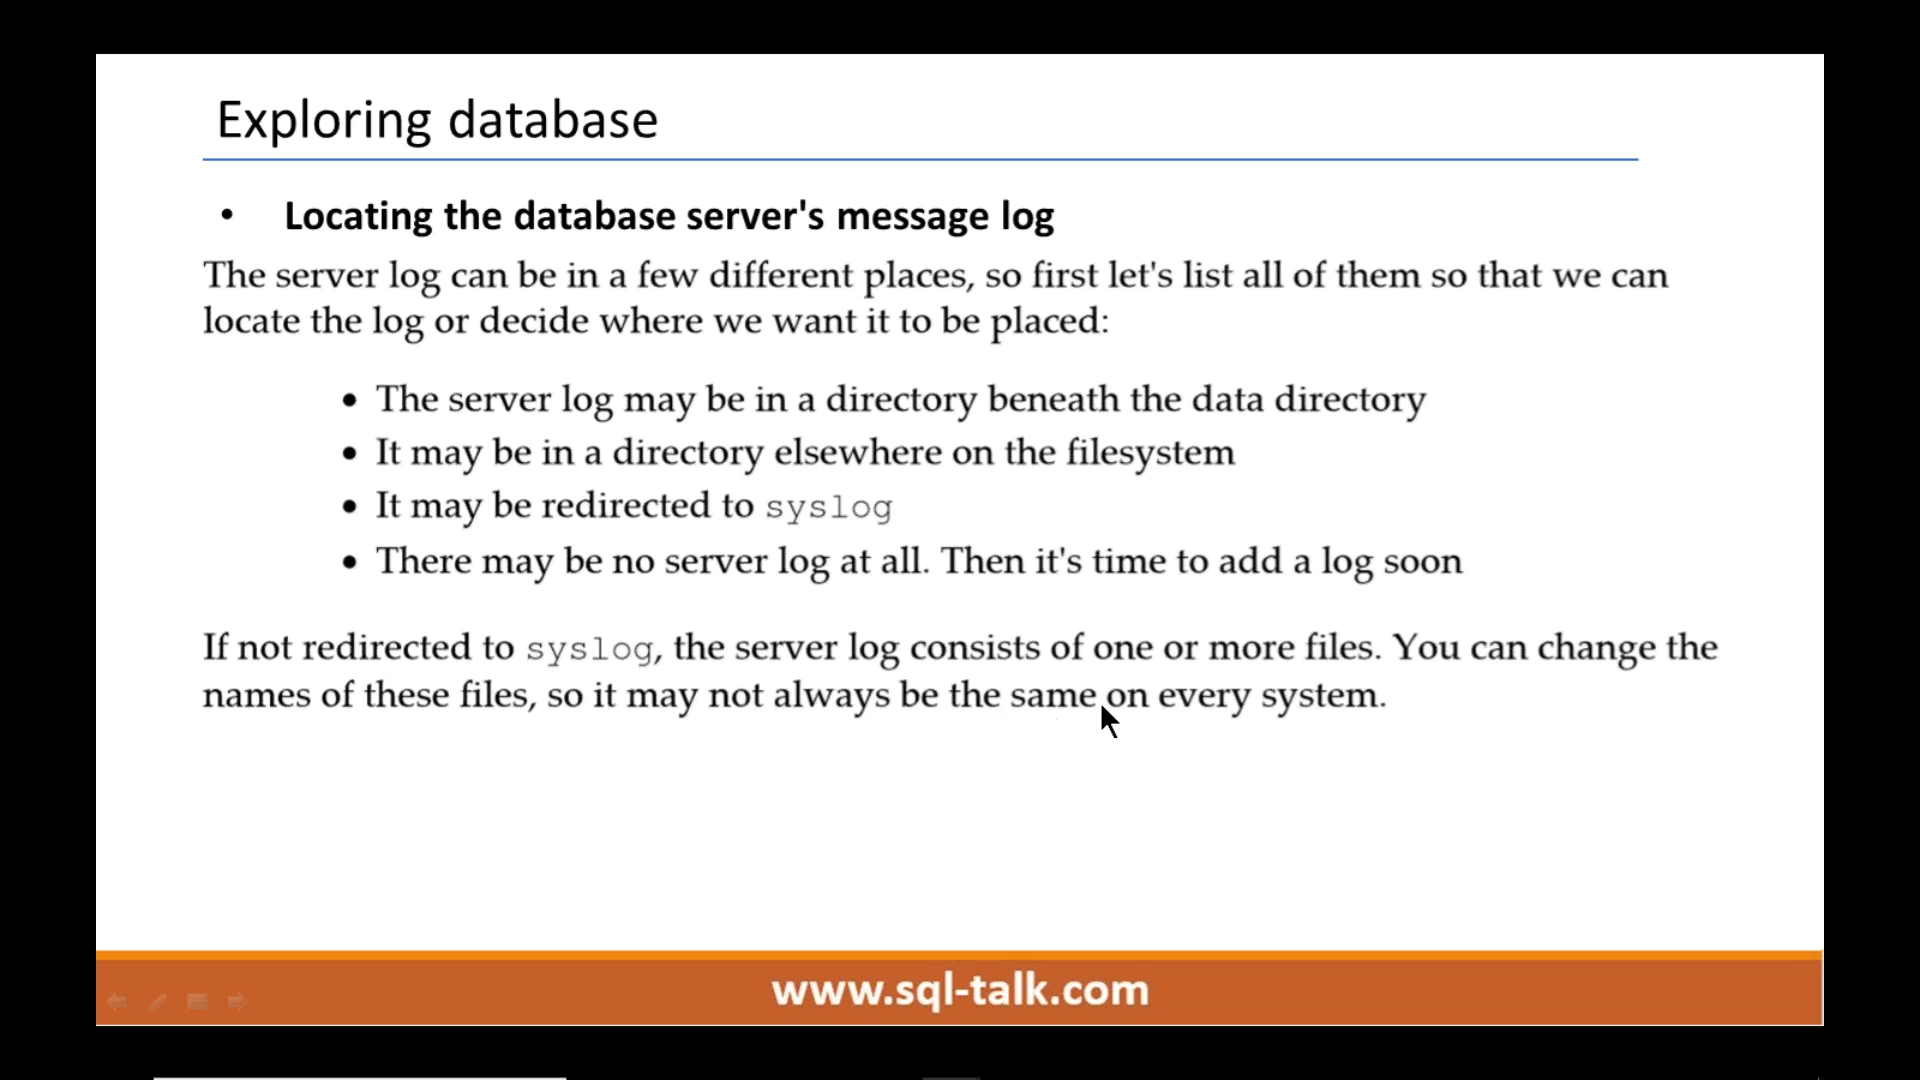 Exploring database
• Locating the database server's message log
The server log can be in a few different places, so first let's list all of them so that we can
locate the log or decide where we want it to be placed:
• The server log may be in a directory beneath the data directory
• It may be in a directory elsewhere on the filesystem
• It may be redirected to syslog
• There may be no server log at all. Then it's time to add a log soon
If not redirected to syslog, the server log consists of one or more files. You can change the
names of these files, so it may not always be the same on every system.
www.sql-talk.com